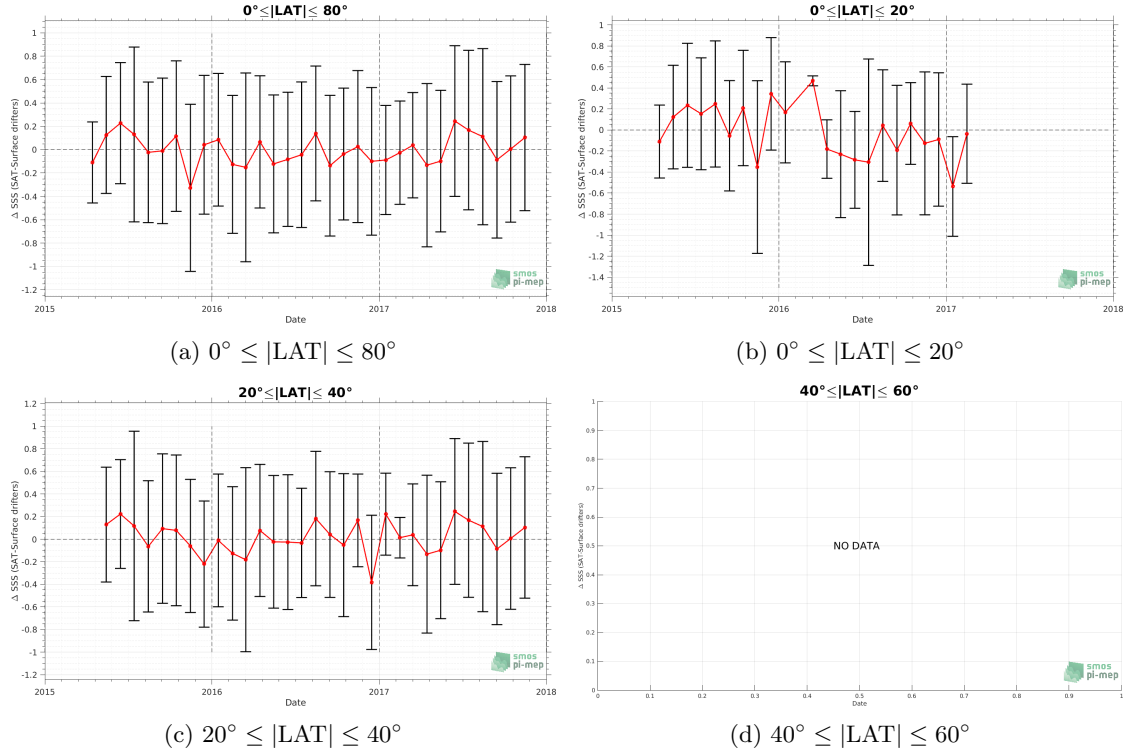 0°≤|LAT|≤ 80°
1
0.8
0.6
0.4
0.2
0
-0.2
-0.4
-0.6
-0.8
-1
-1.2
Δ SSS (SAT-Surface drifters)
2015
2016
2017
2018
Date
smos
pi-mep
(a) 0° ≤ |LAT| ≤ 80°
0°≤|LAT|≤ 20°
1
0.8
0.6
0.4
0.2
0
-0.2
-0.4
-0.6
-0.8
-1
-1.2
-1.4
Δ SSS (SAT-Surface drifters)
2015
2016
2017
2018
Date
smos
pi-mep
(b) 0° ≤ |LAT| ≤ 20°
20°≤|LAT|≤ 40°
1.2
1
0.8
0.6
0.4
0.2
0
-0.2
-0.4
-0.6
-0.8
-1
-1.2
Δ SSS (SAT-Surface drifters)
2015
2016
2017
2018
Date
smos
pi-mep
(c) 20° ≤ |LAT| ≤ 40°
40°≤|LAT|≤ 60°
1
0.9
0.8
0.7
0.6
0.5
0.4
0.3
0.2
0.1
0
Δ SSS (SAT-Surface drifters)
NO DATA
0
0.1
0.2
0.3
0.4
0.5
0.6
0.7
0.8
0.9
1
Date
smos
pi-mep
(d) 40° ≤ |LAT| ≤ 60°